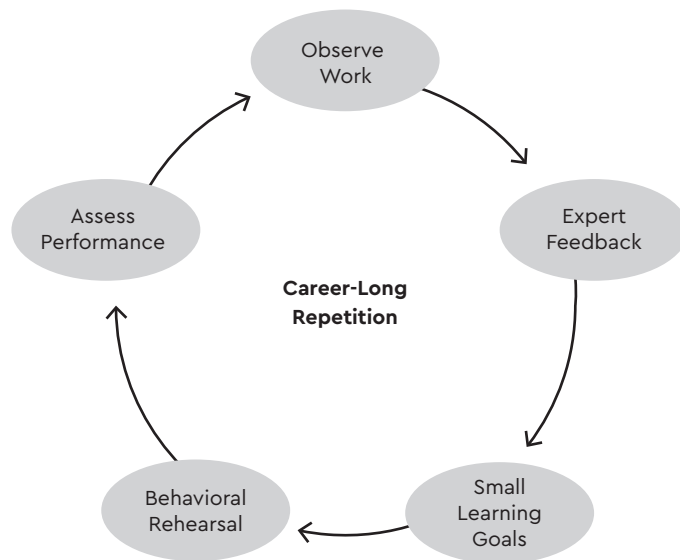 Observe
Work
Expert
Feedback
Small
Learning
Goals
Behavioral
Rehearsal
Assess
Performance
Career-Long
Repetition